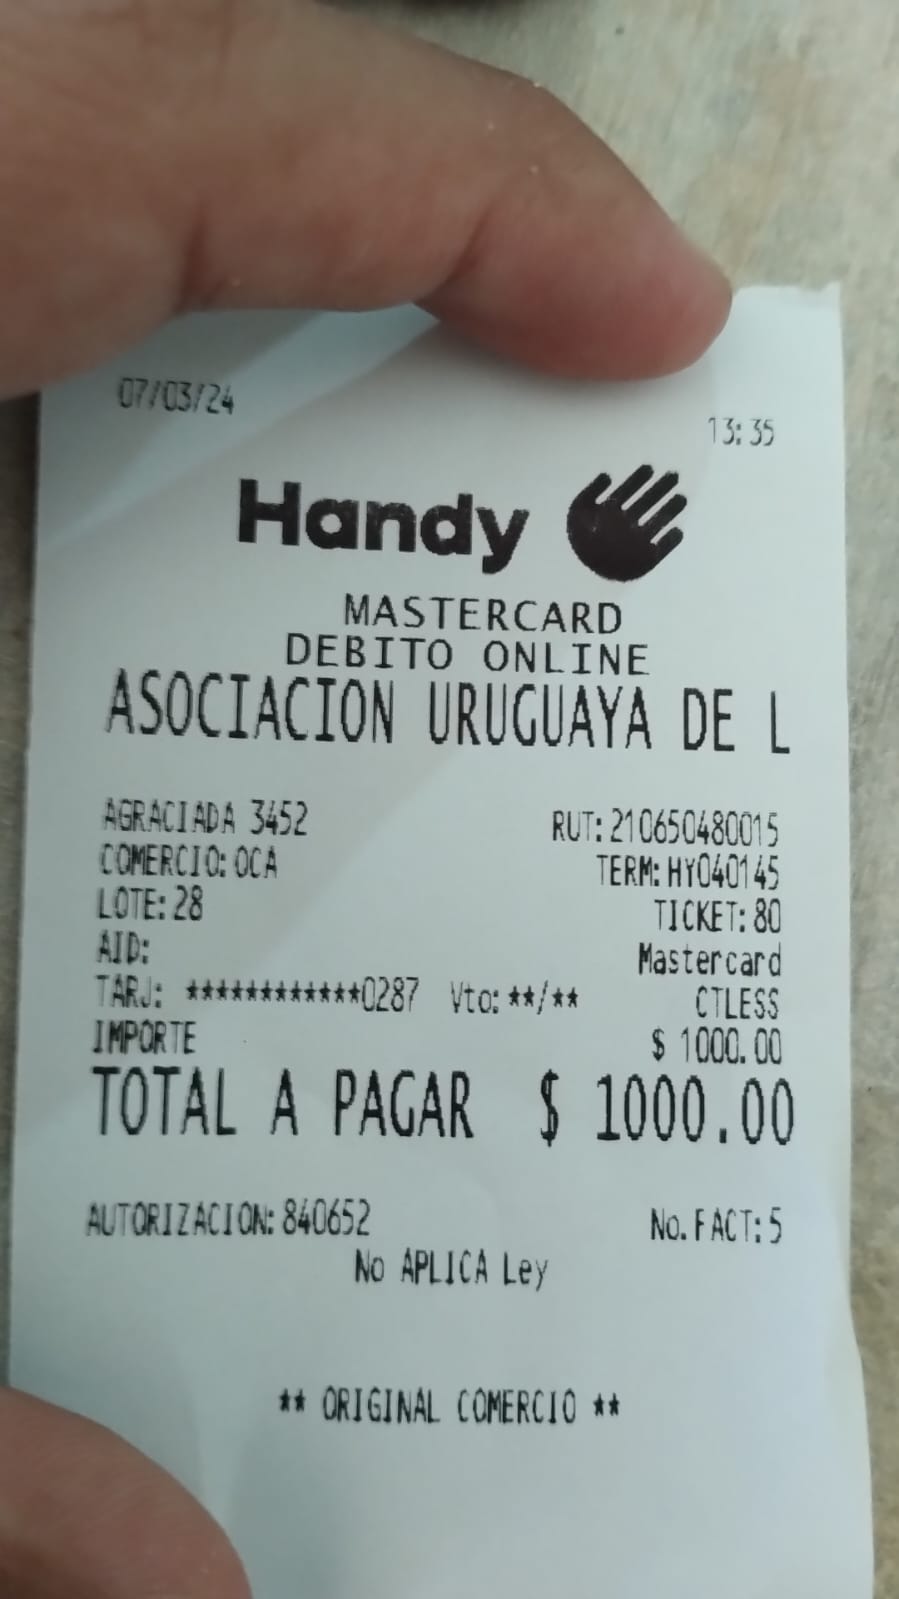 07/03/24
13:35
Handy
MASTERCARD
DEBITO ONLINE
ASOCIACION URUGUAYA DE L
AGRACIADA 3452 RUT: 210650480015
COMERCIO: OCA TERM: HY040145
LOTE: 28 TICKET: 80
AID: Mastercard
TARJ: ************0287 Vto: **/** CTLESS
IMPORTE $ 1000.00
TOTAL A PAGAR $ 1000.00
AUTORIZACION: 840652 No. FACT: 5
No APLICA Ley
** ORIGINAL COMERCIO **